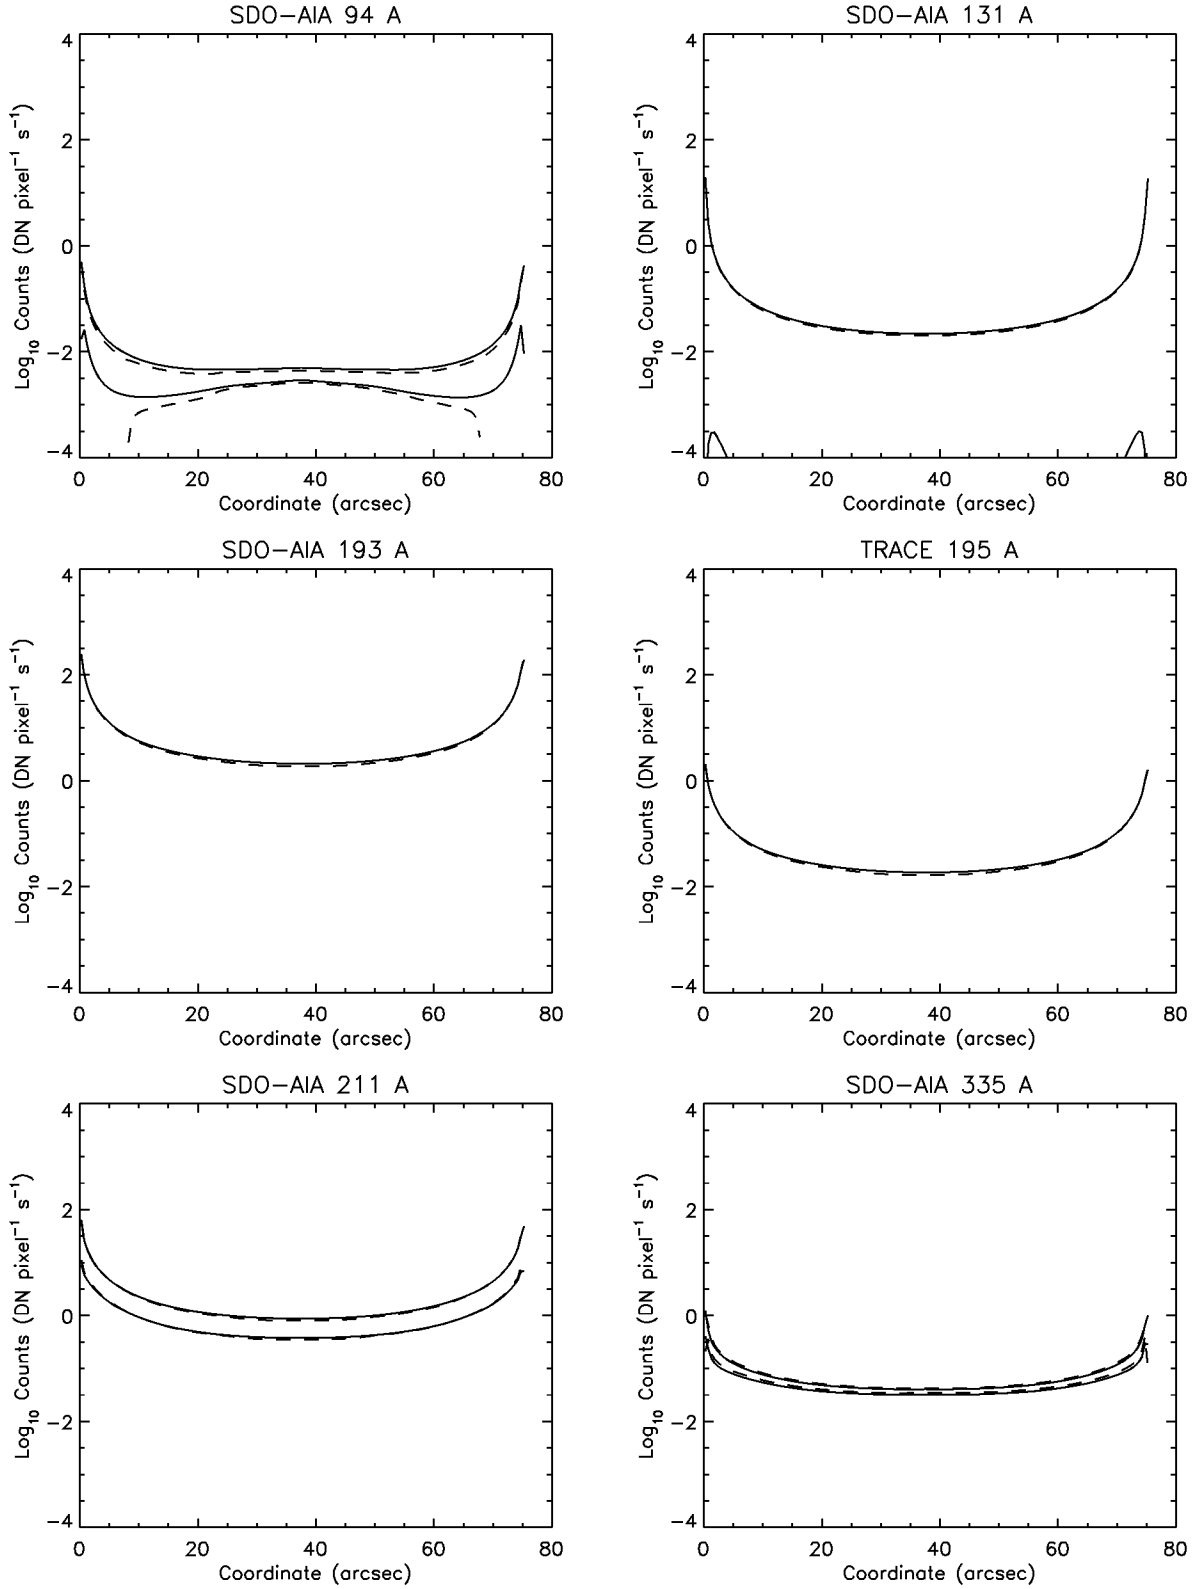 SDO−AIA 94 A
Log10 Counts (DN pixel−1 s−1)
4
2
0
−2
−4
0 20 40 60 80
Coordinate (arcsec)
SDO−AIA 131 A
Log10 Counts (DN pixel−1 s−1)
4
2
0
−2
−4
0 20 40 60 80
Coordinate (arcsec)
SDO−AIA 193 A
Log10 Counts (DN pixel−1 s−1)
4
2
0
−2
−4
0 20 40 60 80
Coordinate (arcsec)
TRACE 195 A
Log10 Counts (DN pixel−1 s−1)
4
2
0
−2
−4
0 20 40 60 80
Coordinate (arcsec)
SDO−AIA 211 A
Log10 Counts (DN pixel−1 s−1)
4
2
0
−2
−4
0 20 40 60 80
Coordinate (arcsec)
SDO−AIA 335 A
Log10 Counts (DN pixel−1 s−1)
4
2
0
−2
−4
0 20 40 60 80
Coordinate (arcsec)